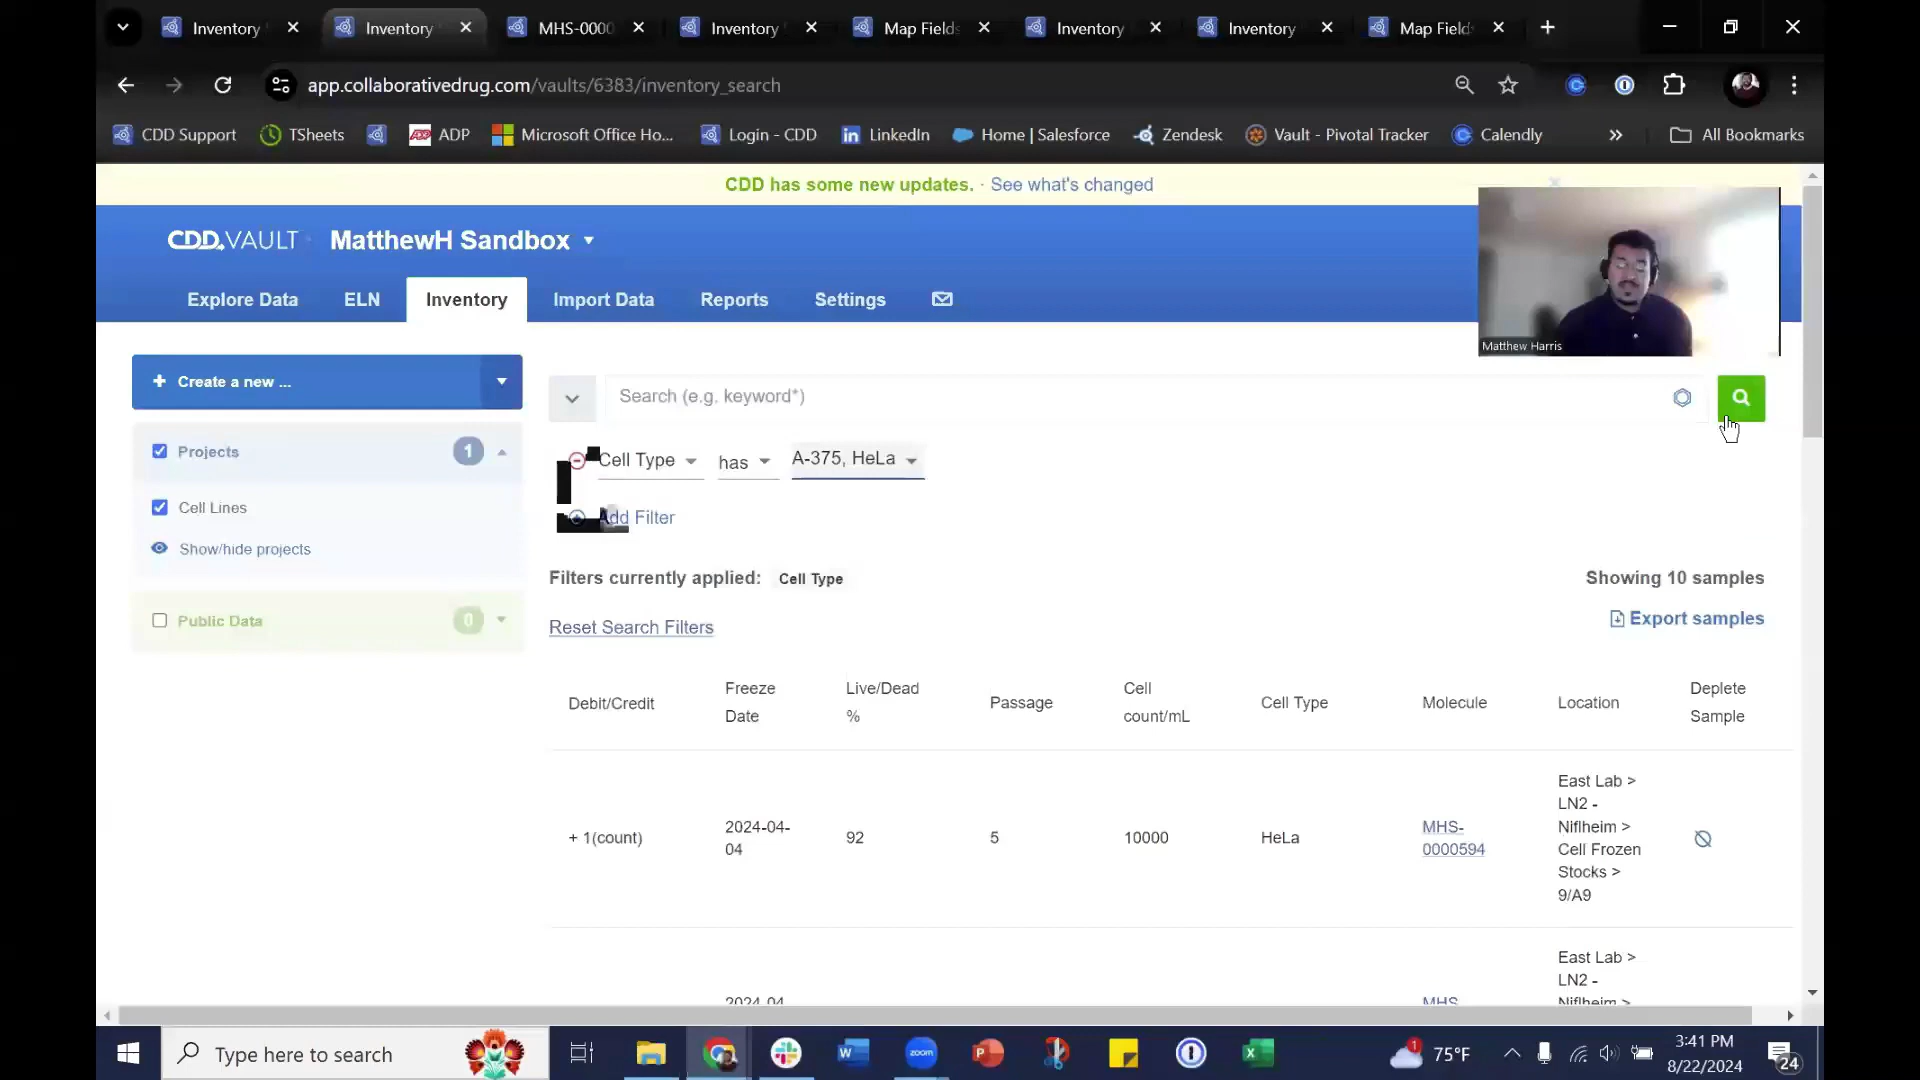 Inventory
Inventory
MHS-0000
Inventory
Map Fields
Inventory
Inventory
Map Field
app.collaborativedrug.com/vaults/6383/inventory_search
CDD Support
TSheets
ADP
Microsoft Office Ho...
Login - CDD
LinkedIn
Home | Salesforce
Zendesk
Vault - Pivotal Tracker
Calendly
»
All Bookmarks
CDD has some new updates. · See what's changed
CDD. VAULT
MatthewH Sandbox
Matthew Harris
Explore Data
ELN
Inventory
Import Data
Reports
Settings
+ Create a new ...
Search (e.g. keyword*)
Projects
1
Cell Type
has
A-375, HeLa
Cell Lines
Add Filter
Show/hide projects
Filters currently applied:
Cell Type
Showing 10 samples
Public Data
0
Reset Search Filters
Export samples
Debit/Credit
Freeze
Date
Live/Dead
%
Passage
Cell
count/mL
Cell Type
Molecule
Location
Deplete
Sample
+ 1(count)
2024-04-
04
92
5
10000
HeLa
MHS-
0000594
East Lab >
LN2 -
Niflheim >
Cell Frozen
Stocks >
9/A9
2024-04
MHS
East Lab >
LN2 -
Niflheim >
Type here to search
zoom
1
75°F
3:41 PM
8/22/2024
24